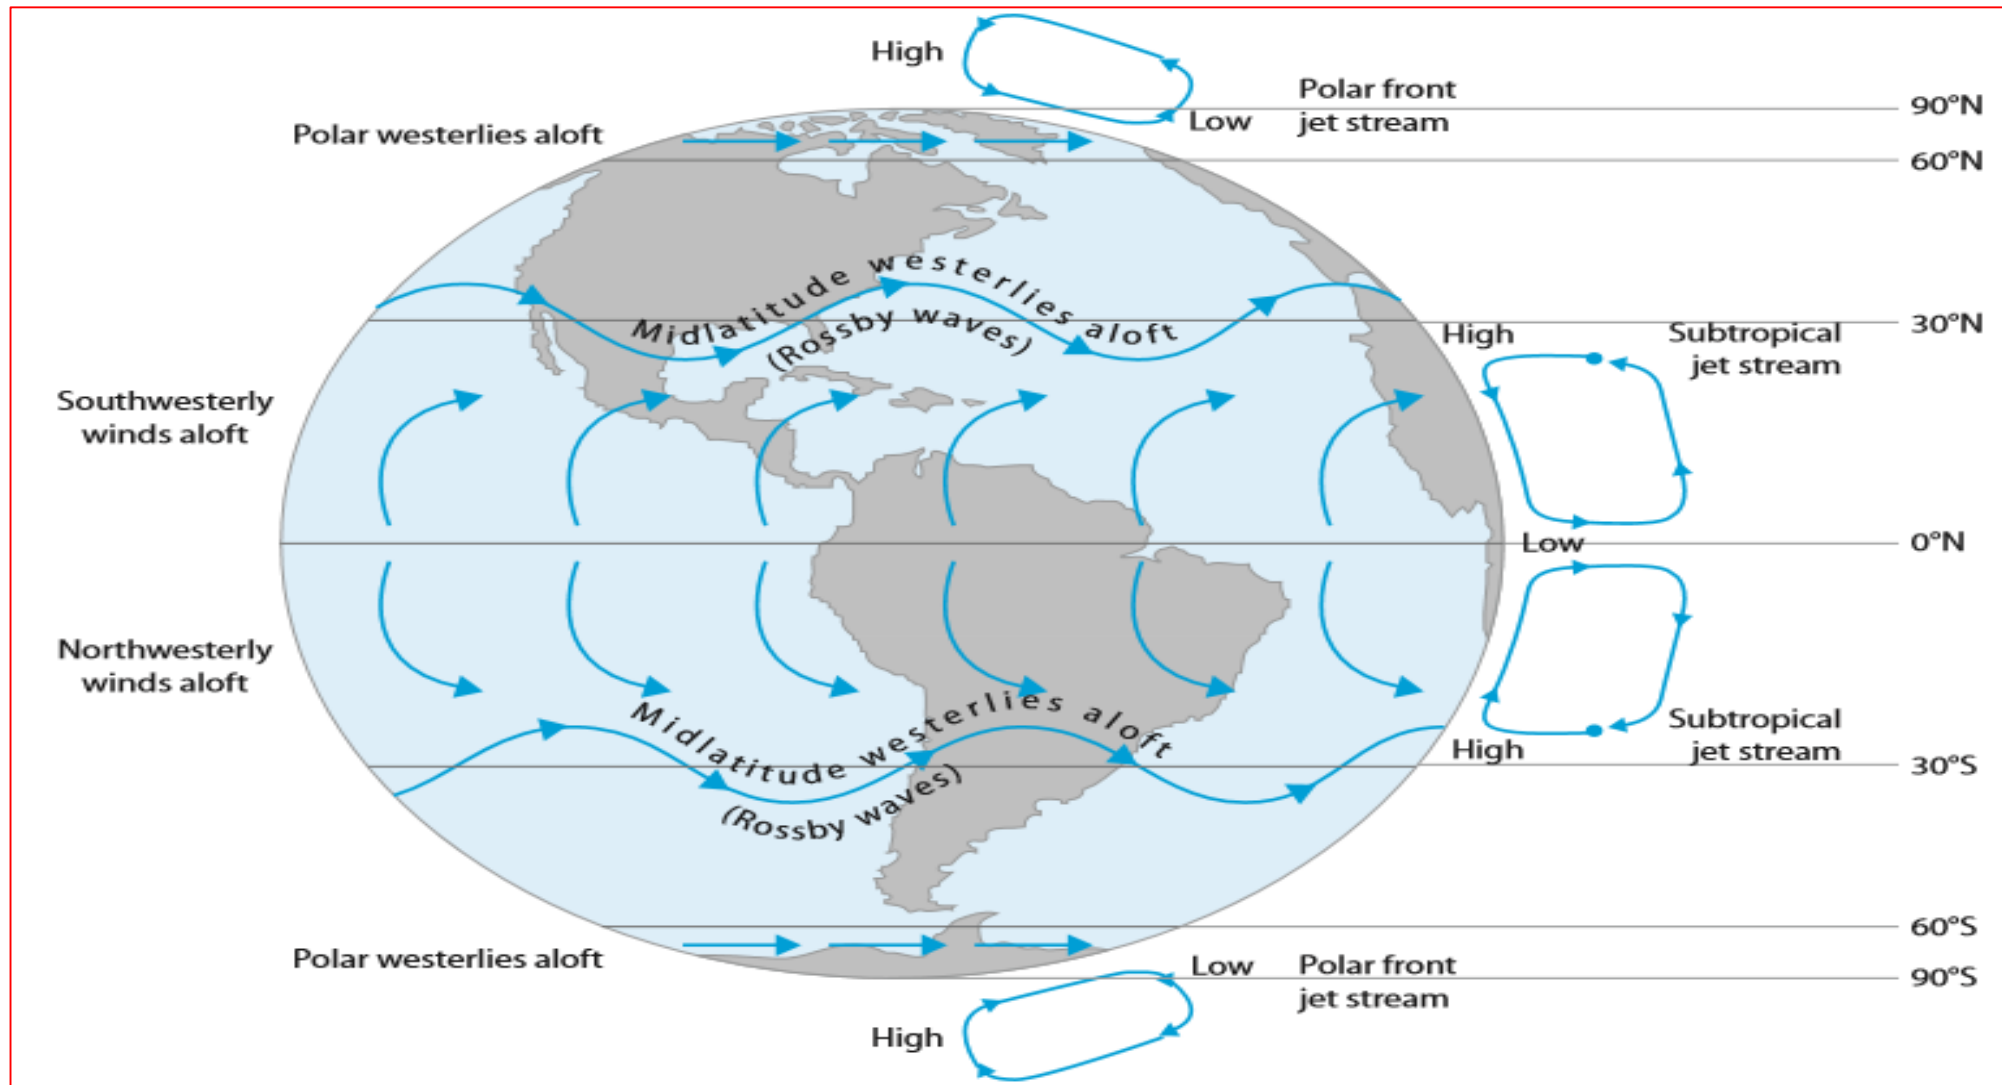 High
Polar front
jet stream
Low
90°N
Polar westerlies aloft
60°N
Midlatitude westerlies aloft
(Rossby waves)
30°N
High
Subtropical
jet stream
Southwesterly
winds aloft
Low
0°N
Northwesterly
winds aloft
Midlatitude westerlies aloft
(Rossby waves)
High
Subtropical
jet stream
30°S
60°S
Polar westerlies aloft
Low
Polar front
jet stream
90°S
High